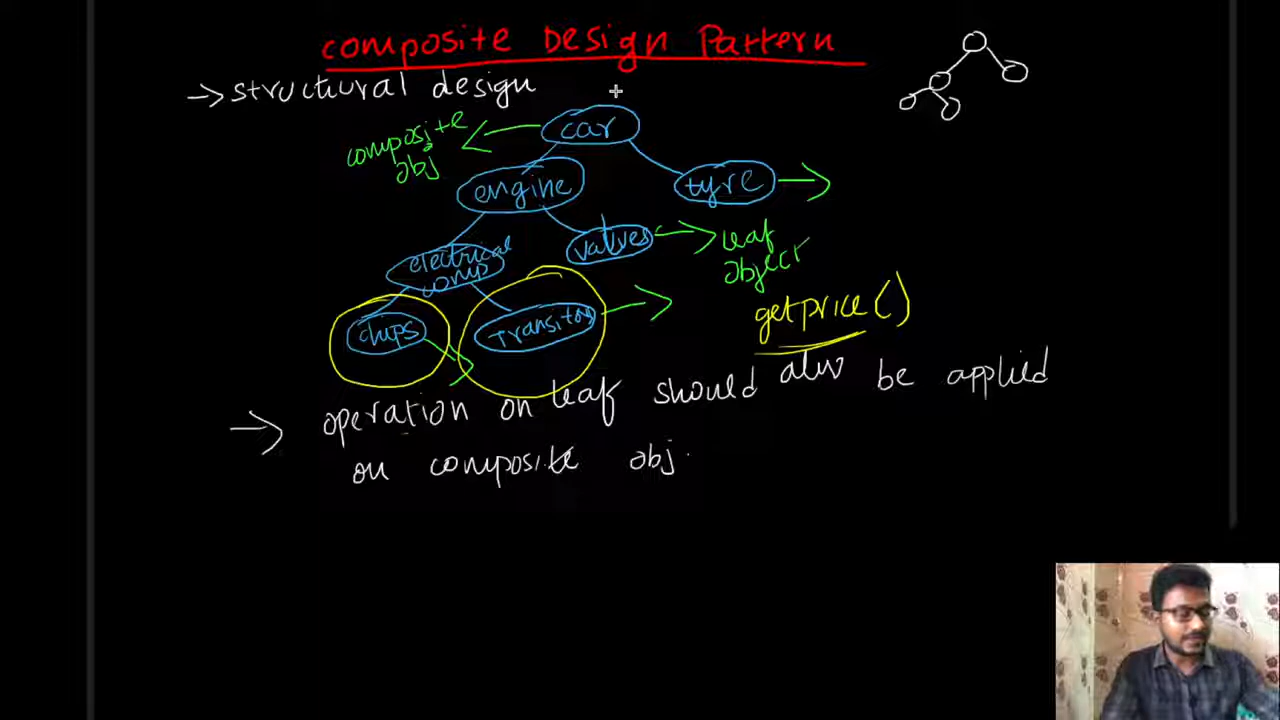 composite Design Pattern
→ structural design
car
composite
obj
engine
tyre
valves
leaf
object
electrical
comp
chips
Transitors
getprice()
→ operation on leaf should also be applied
on composite obj.